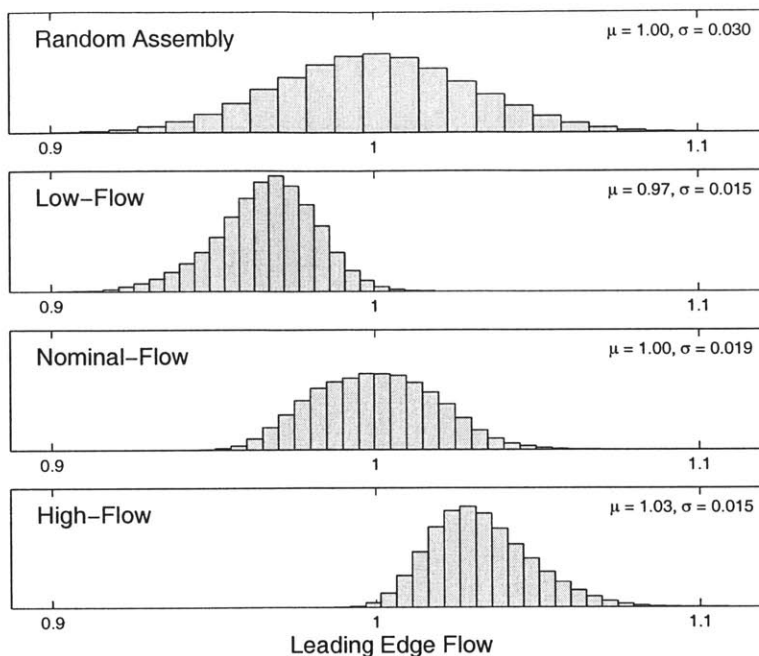 Random Assembly
μ = 1.00, σ = 0.030
0.9 1 1.1
Low-Flow
μ = 0.97, σ = 0.015
0.9 1 1.1
Nominal-Flow
μ = 1.00, σ = 0.019
0.9 1 1.1
High-Flow
μ = 1.03, σ = 0.015
0.9 1 1.1
Leading Edge Flow